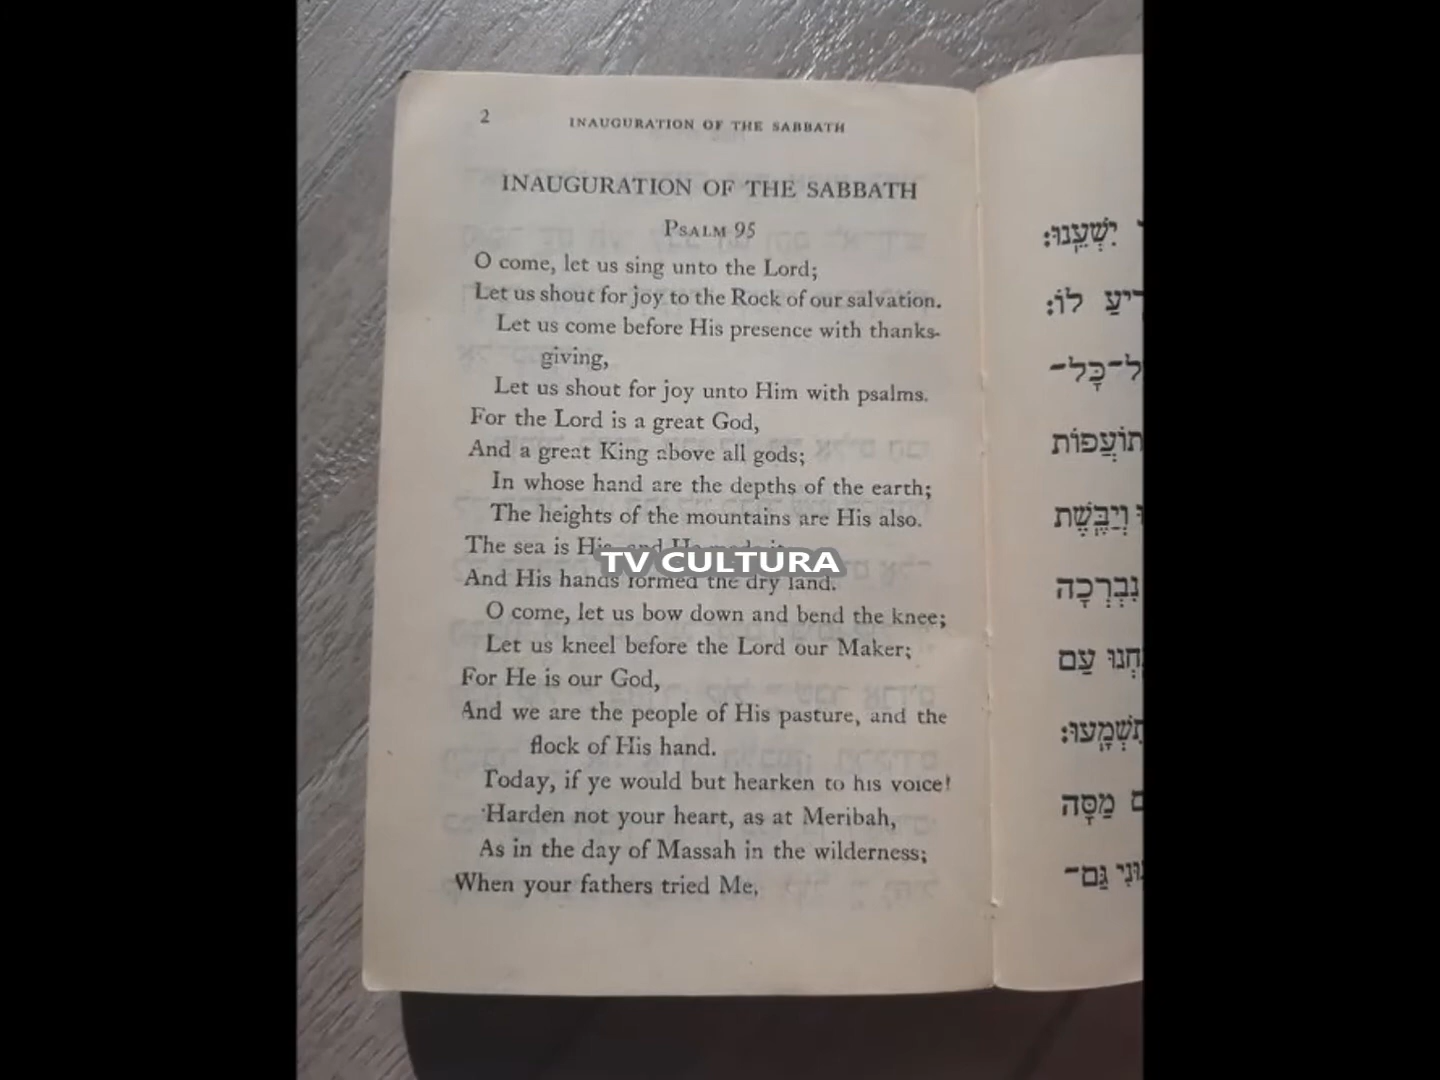 2
INAUGURATION OF THE SABBATH
INAUGURATION OF THE SABBATH
PSALM 95
O come, let us sing unto the Lord;
Let us shout for joy to the Rock of our salvation.
Let us come before His presence with thanks-
giving,
Let us shout for joy unto Him with psalms.
For the Lord is a great God,
And a great King above all gods;
In whose hand are the depths of the earth;
The heights of the mountains are His also.
The sea is His, and He made it
TV CULTURA
And His hands formed the dry land.
O come, let us bow down and bend the knee;
Let us kneel before the Lord our Maker;
For He is our God,
And we are the people of His pasture, and the
flock of His hand.
Today, if ye would but hearken to his voice!
Harden not your heart, as at Meribah,
As in the day of Massah in the wilderness;
When your fathers tried Me,
יִשְׁעֵֽנוּ׃
לוֹ׃
כָּל־
תוֹעֲפוֹת
וְיַבֶּֽשֶׁת
נִבְרְכָה
עַם
תִשְׁמָֽעוּ׃
מַסָּה
גַּם־